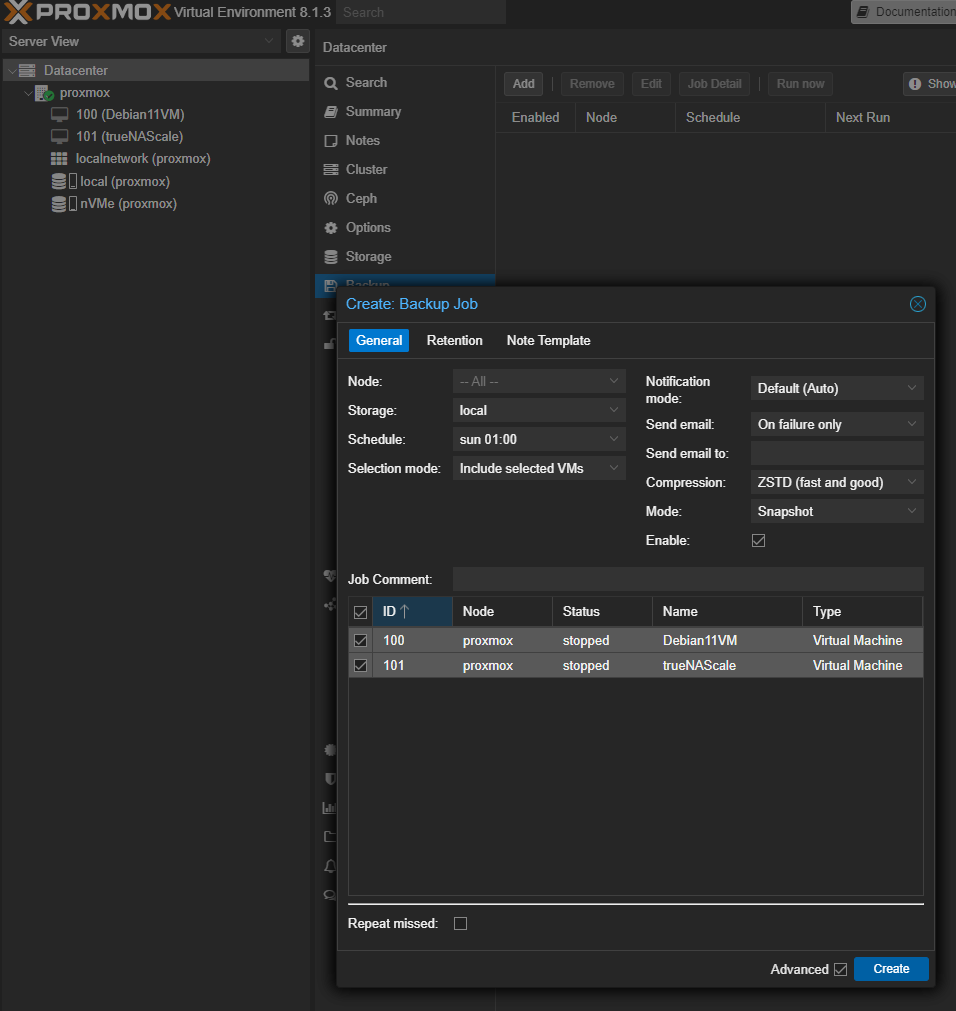 PROXMOX Virtual Environment 8.1.3 Search Documentation
Server View
Datacenter
proxmox
100 (Debian11VM)
101 (trueNAScale)
localnetwork (proxmox)
local (proxmox)
nVMe (proxmox)
Datacenter
Search
Summary
Notes
Cluster
Ceph
Options
Storage
Backup
Add Remove Edit Job Detail Run now Show
Enabled Node Schedule Next Run
Create: Backup Job
General Retention Note Template
Node: -- All --
Storage: local
Schedule: sun 01:00
Selection mode: Include selected VMs
Notification
mode: Default (Auto)
Send email: On failure only
Send email to:
Compression: ZSTD (fast and good)
Mode: Snapshot
Enable:
Job Comment:
ID Node Status Name Type
100 proxmox stopped Debian11VM Virtual Machine
101 proxmox stopped trueNAScale Virtual Machine
Repeat missed:
Advanced Create